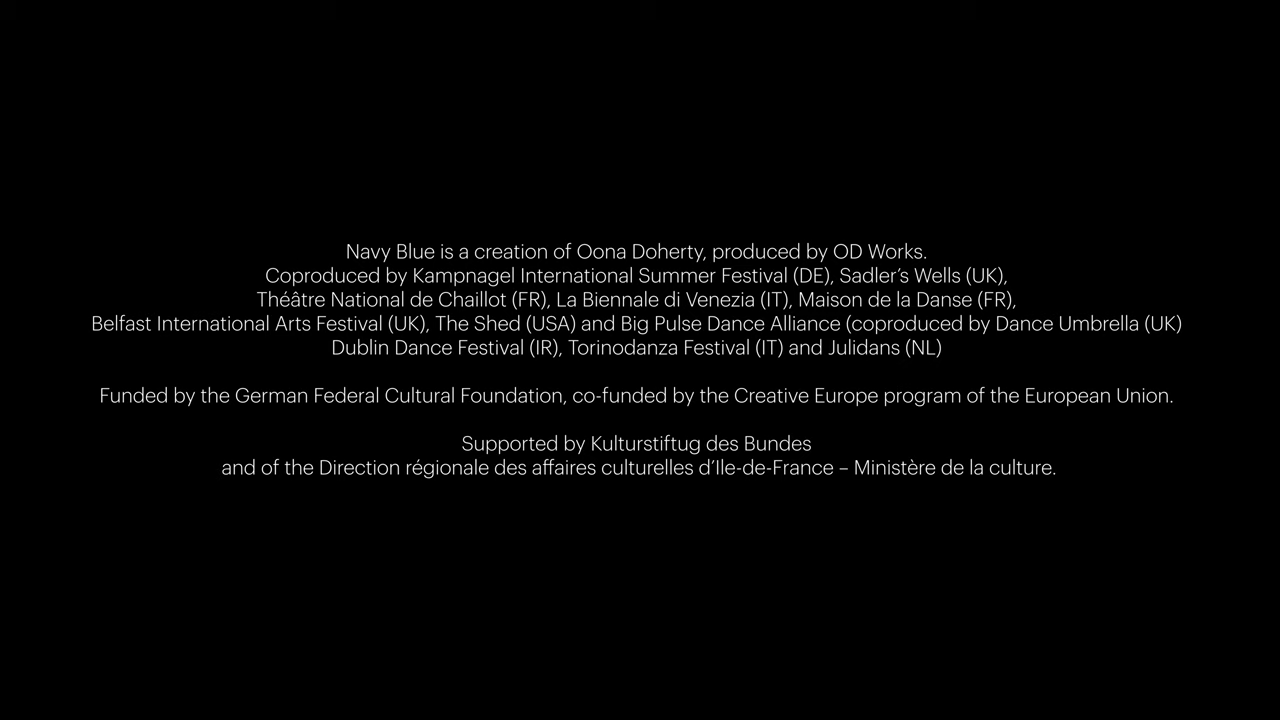 Navy Blue is a creation of Oona Doherty, produced by OD Works.
Coproduced by Kampnagel International Summer Festival (DE), Sadler’s Wells (UK),
Théâtre National de Chaillot (FR), La Biennale di Venezia (IT), Maison de la Danse (FR),
Belfast International Arts Festival (UK), The Shed (USA) and Big Pulse Dance Alliance (coproduced by Dance Umbrella (UK)
Dublin Dance Festival (IR), Torinodanza Festival (IT) and Julidans (NL)
Funded by the German Federal Cultural Foundation, co-funded by the Creative Europe program of the European Union.
Supported by Kulturstiftug des Bundes
and of the Direction régionale des affaires culturelles d’Ile-de-France – Ministère de la culture.